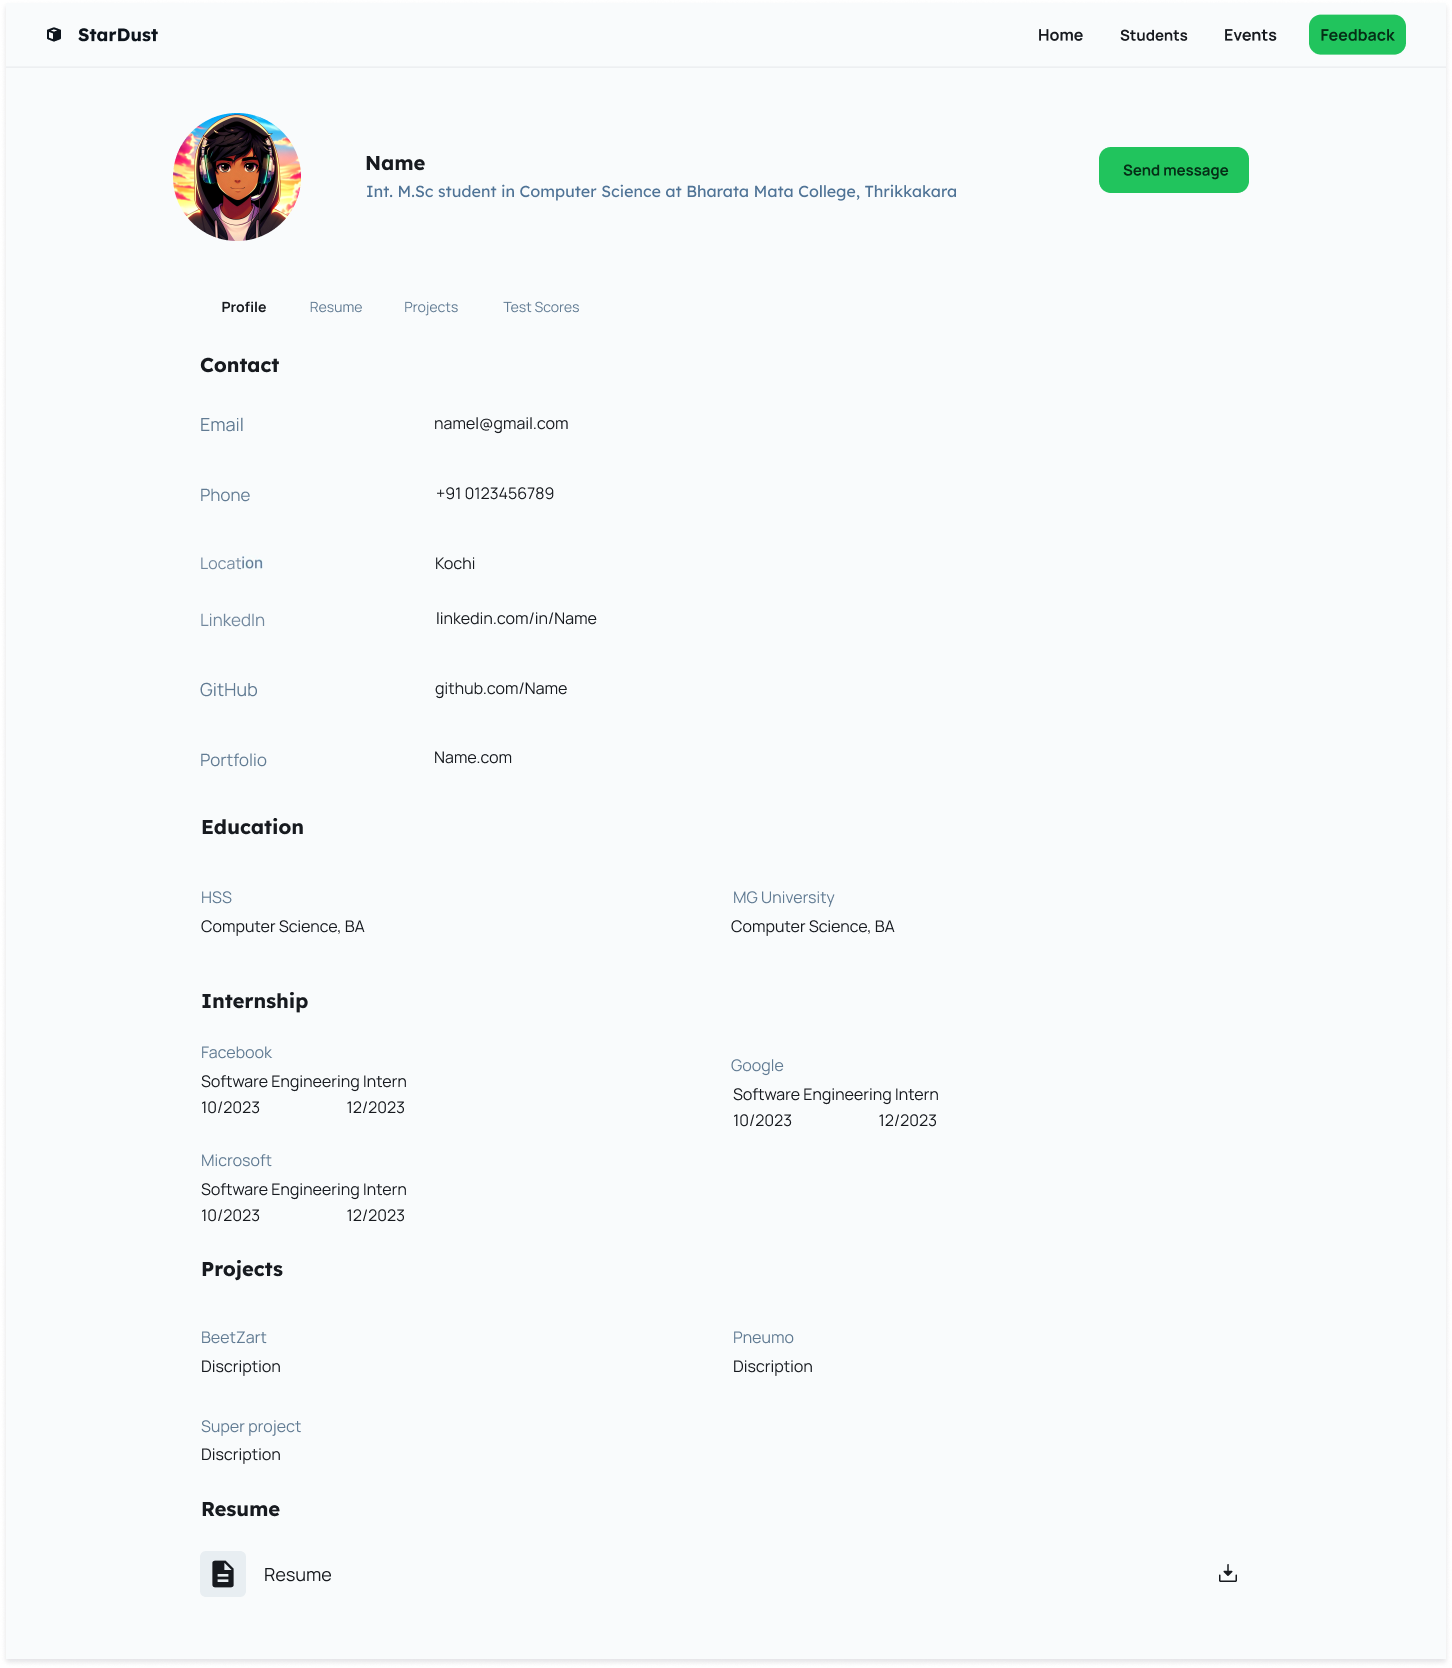 StarDust
Home Students Events Feedback
Name
Send message
Int. M.Sc student in Computer Science at Bharata Mata College, Thrikkakara
Profile Resume Projects Test Scores
Contact
Email namel@gmail.com
Phone +91 0123456789
Location Kochi
LinkedIn linkedin.com/in/Name
GitHub github.com/Name
Portfolio Name.com
Education
HSS
Computer Science, BA
MG University
Computer Science, BA
Internship
Facebook
Software Engineering Intern
10/2023 12/2023
Google
Software Engineering Intern
10/2023 12/2023
Microsoft
Software Engineering Intern
10/2023 12/2023
Projects
BeetZart
Discription
Pneumo
Discription
Super project
Discription
Resume
Resume